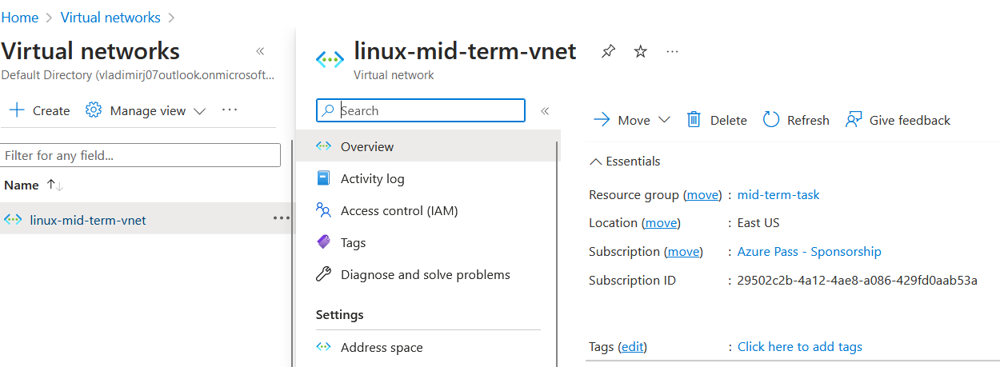 Home > Virtual networks >
Virtual networks «
Default Directory (vladimirj07outlook.onmicrosoft...
+ Create Manage view ...
Filter for any field...
Name ↑↓
linux-mid-term-vnet ...
linux-mid-term-vnet ...
Virtual network
Search «
Overview
Activity log
Access control (IAM)
Tags
Diagnose and solve problems
Settings
Address space
Move Delete Refresh Give feedback
Essentials
Resource group (move) : mid-term-task
Location (move) : East US
Subscription (move) : Azure Pass - Sponsorship
Subscription ID : 29502c2b-4a12-4ae8-a086-429fd0aab53a
Tags (edit) : Click here to add tags